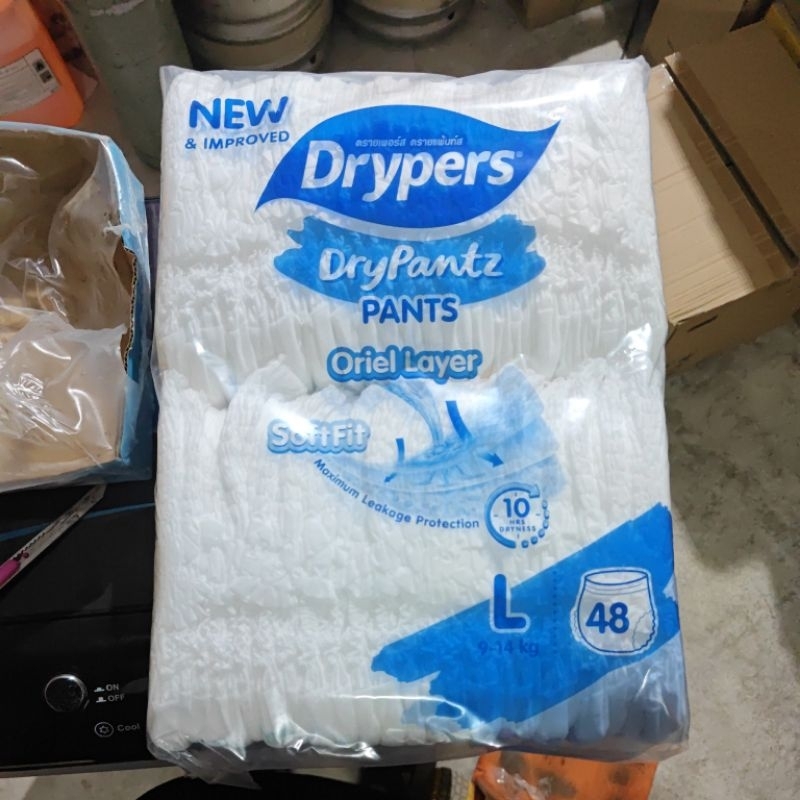 NEW
& IMPROVED
ดรายเพอร์ส ดรายแพ้นท์ส
Drypers®
DryPantz
PANTS
Oriel Layer
SoftFit
Maximum Leakage Protection
10
HRS
DRYNESS
L
9-14 kg
48
ON
OFF
Cool